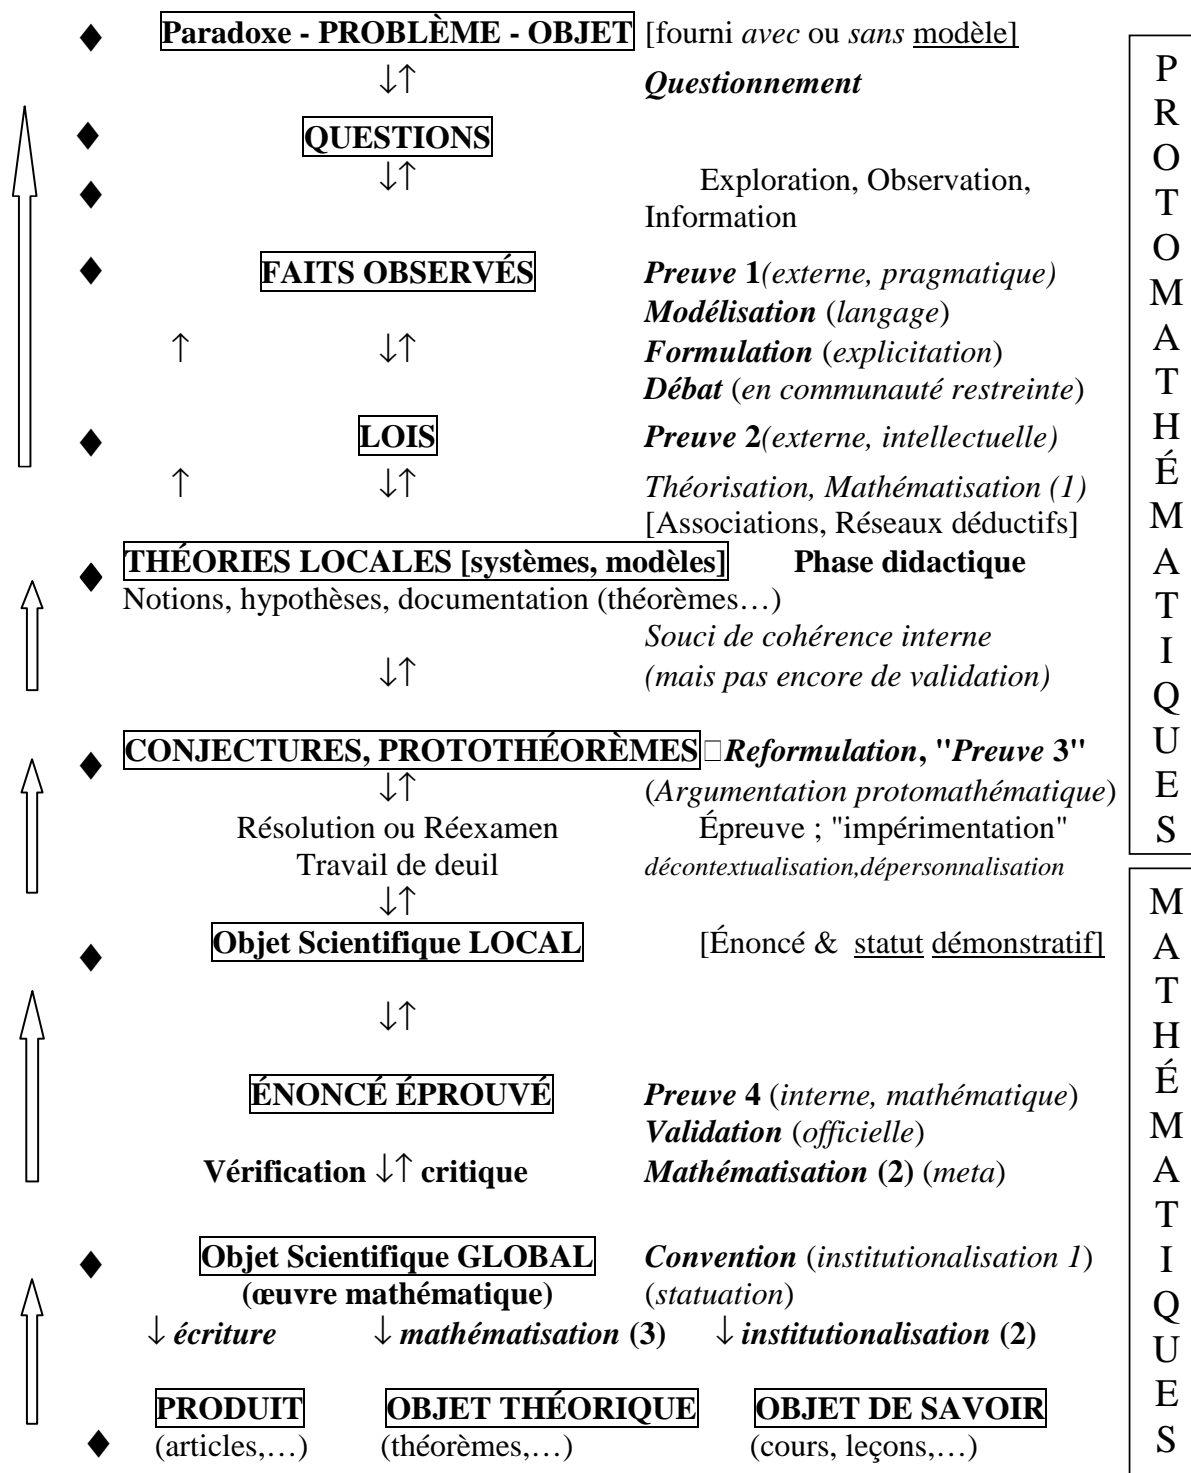 ♦ Paradoxe - PROBLÈME - OBJET [fourni avec ou sans modèle]
↓↑ Questionnement
♦ QUESTIONS
♦ ↓↑ Exploration, Observation,
Information
♦ FAITS OBSERVÉS Preuve 1(externe, pragmatique)
Modélisation (langage)
↑ ↓↑ Formulation (explicitation)
Débat (en communauté restreinte)
♦ LOIS Preuve 2(externe, intellectuelle)
↑ ↓↑ Théorisation, Mathématisation (1)
[Associations, Réseaux déductifs]
♦ THÉORIES LOCALES [systèmes, modèles] Phase didactique
Notions, hypothèses, documentation (théorèmes…)
Souci de cohérence interne
↓↑ (mais pas encore de validation)
♦ CONJECTURES, PROTOTHÉORÈMES □Reformulation, "Preuve 3"
↓↑ (Argumentation protomathématique)
Résolution ou Réexamen Épreuve ; "impérimentation"
Travail de deuil décontextualisation,dépersonnalisation
↓↑
♦ Objet Scientifique LOCAL [Énoncé & statut démonstratif]
↓↑
ÉNONCÉ ÉPROUVÉ Preuve 4 (interne, mathématique)
Validation (officielle)
Vérification ↓↑ critique Mathématisation (2) (meta)
♦ Objet Scientifique GLOBAL Convention (institutionalisation 1)
(œuvre mathématique) (statuation)
↓ écriture ↓ mathématisation (3) ↓ institutionalisation (2)
PRODUIT OBJET THÉORIQUE OBJET DE SAVOIR
♦ (articles,…) (théorèmes,…) (cours, leçons,…)
PROTOMATHÉMATIQUES
MATHÉMATIQUES